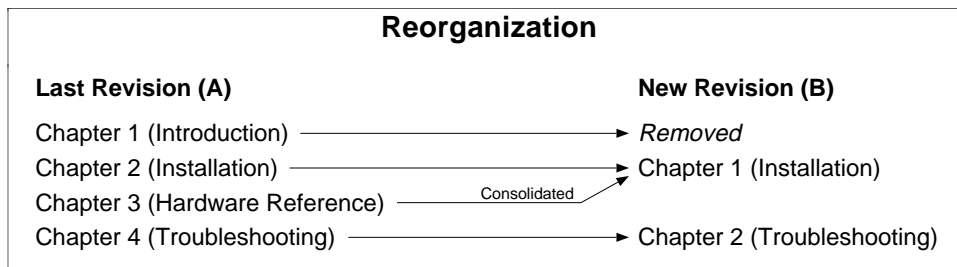 Reorganization
Last Revision (A) New Revision (B)
Chapter 1 (Introduction) Removed
Chapter 2 (Installation) Chapter 1 (Installation)
Chapter 3 (Hardware Reference) Consolidated
Chapter 4 (Troubleshooting) Chapter 2 (Troubleshooting)